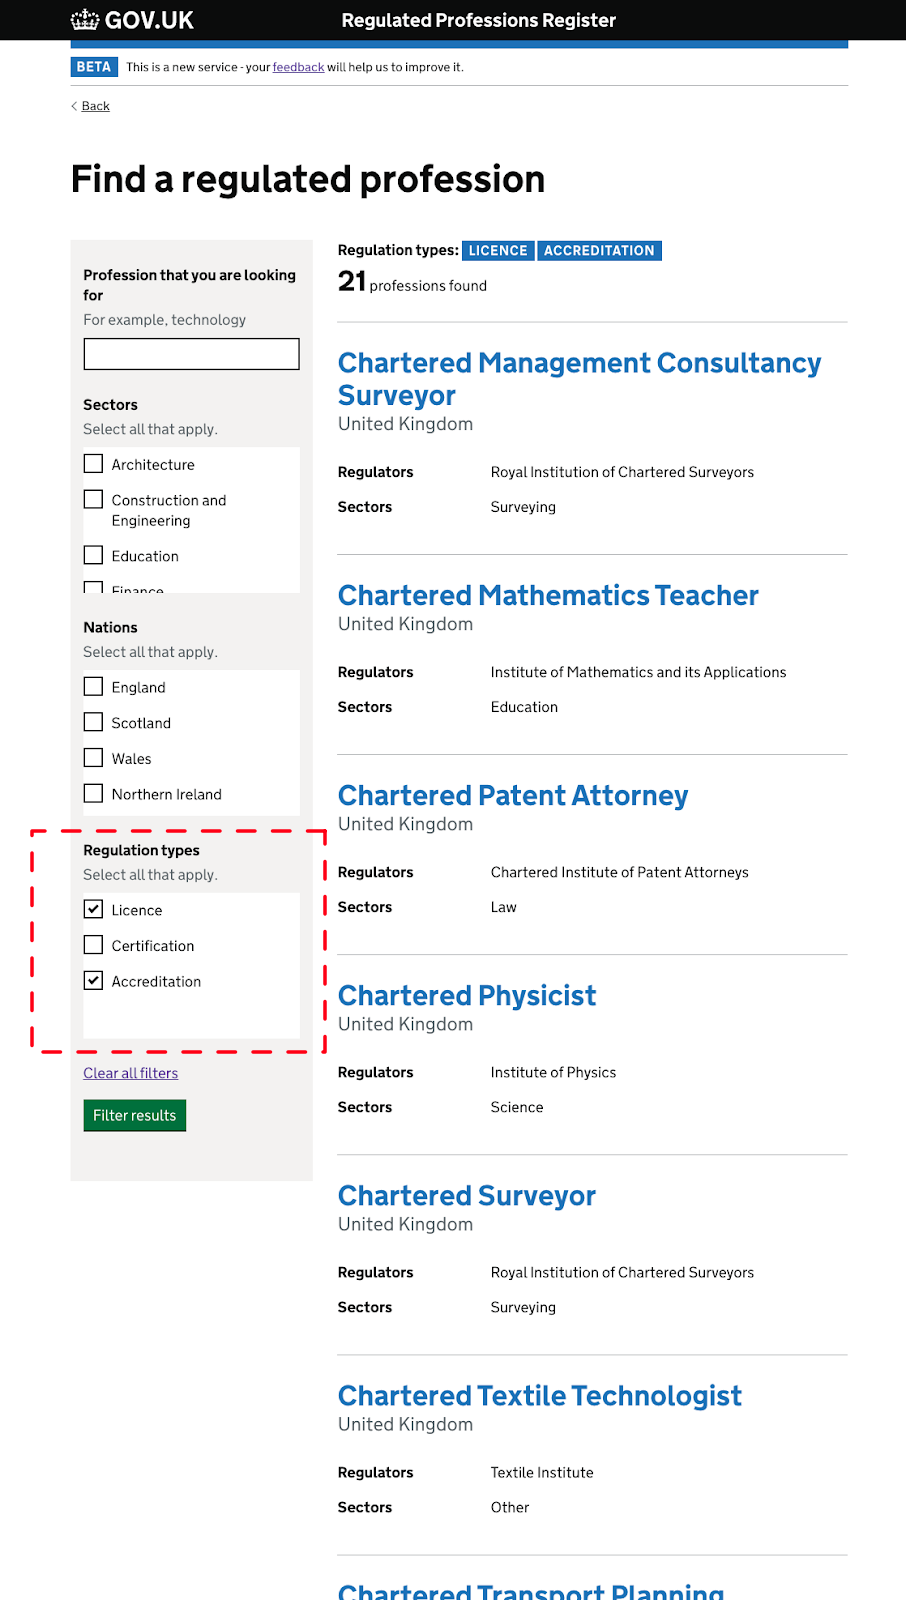 GOV.UK
Regulated Professions Register
BETA This is a new service - your feedback will help us to improve it.
Back
Find a regulated profession
Profession that you are looking
for
For example, technology
Sectors
Select all that apply.
Architecture
Construction and
Engineering
Education
Finance
Nations
Select all that apply.
England
Scotland
Wales
Northern Ireland
Regulation types
Select all that apply.
Licence
Certification
Accreditation
Clear all filters
Filter results
Regulation types: LICENCE ACCREDITATION
21 professions found
Chartered Management Consultancy
Surveyor
United Kingdom
Regulators Royal Institution of Chartered Surveyors
Sectors Surveying
Chartered Mathematics Teacher
United Kingdom
Regulators Institute of Mathematics and its Applications
Sectors Education
Chartered Patent Attorney
United Kingdom
Regulators Chartered Institute of Patent Attorneys
Sectors Law
Chartered Physicist
United Kingdom
Regulators Institute of Physics
Sectors Science
Chartered Surveyor
United Kingdom
Regulators Royal Institution of Chartered Surveyors
Sectors Surveying
Chartered Textile Technologist
United Kingdom
Regulators Textile Institute
Sectors Other
Chartered Transport Planning